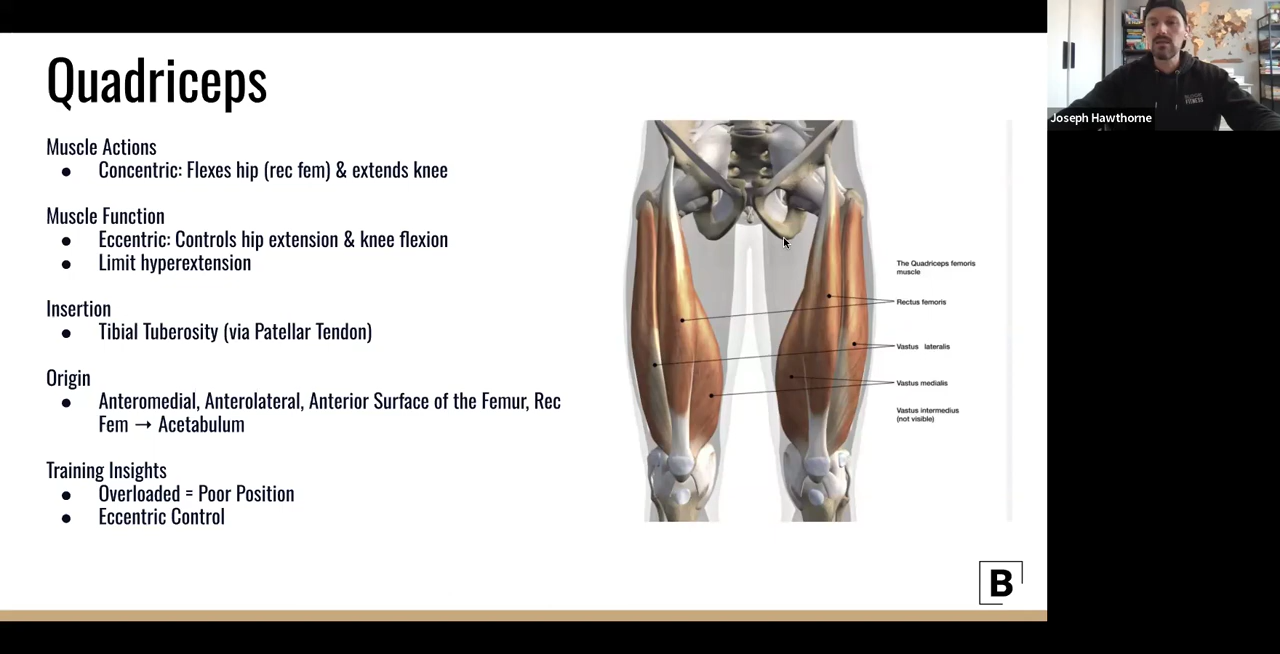 Quadriceps
Muscle Actions
● Concentric: Flexes hip (rec fem) & extends knee
Muscle Function
● Eccentric: Controls hip extension & knee flexion
● Limit hyperextension
Insertion
● Tibial Tuberosity (via Patellar Tendon)
Origin
● Anteromedial, Anterolateral, Anterior Surface of the Femur, Rec
Fem → Acetabulum
Training Insights
● Overloaded = Poor Position
● Eccentric Control
The Quadriceps femoris
muscle
Rectus femoris
Vastus lateralis
Vastus medialis
Vastus intermedius
(not visible)
B
Joseph Hawthorne
FITNESS